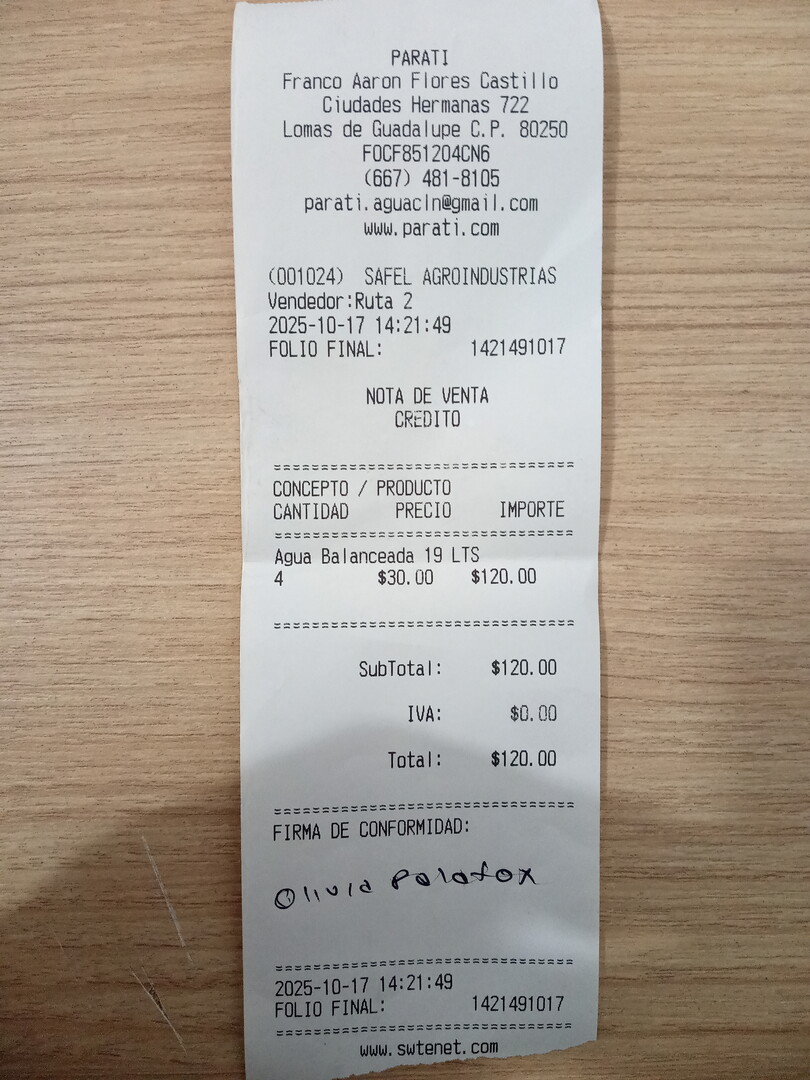 PARATI
Franco Aaron Flores Castillo
Ciudades Hermanas 722
Lomas de Guadalupe C.P. 80250
FOCF851204CN6
(667) 481-8105
parati.aguacln@gmail.com
www.parati.com
(001024) SAFEL AGROINDUSTRIAS
Vendedor:Ruta 2
2025-10-17 14:21:49
FOLIO FINAL: 1421491017
NOTA DE VENTA
CREDITO
CONCEPTO / PRODUCTO
CANTIDAD PRECIO IMPORTE
Agua Balanceada 19 LTS
4 $30.00 $120.00
SubTotal: $120.00
IVA: $0.00
Total: $120.00
FIRMA DE CONFORMIDAD:
Olivia Palafox
2025-10-17 14:21:49
FOLIO FINAL: 1421491017
www.swtenet.com